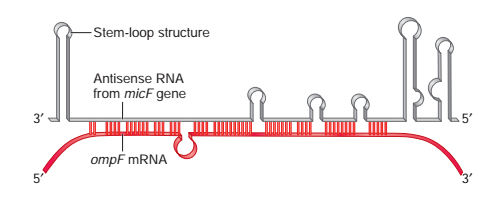 Stem-loop structure
Antisense RNA
from micF gene
3′
5′
ompF mRNA
5′
3′